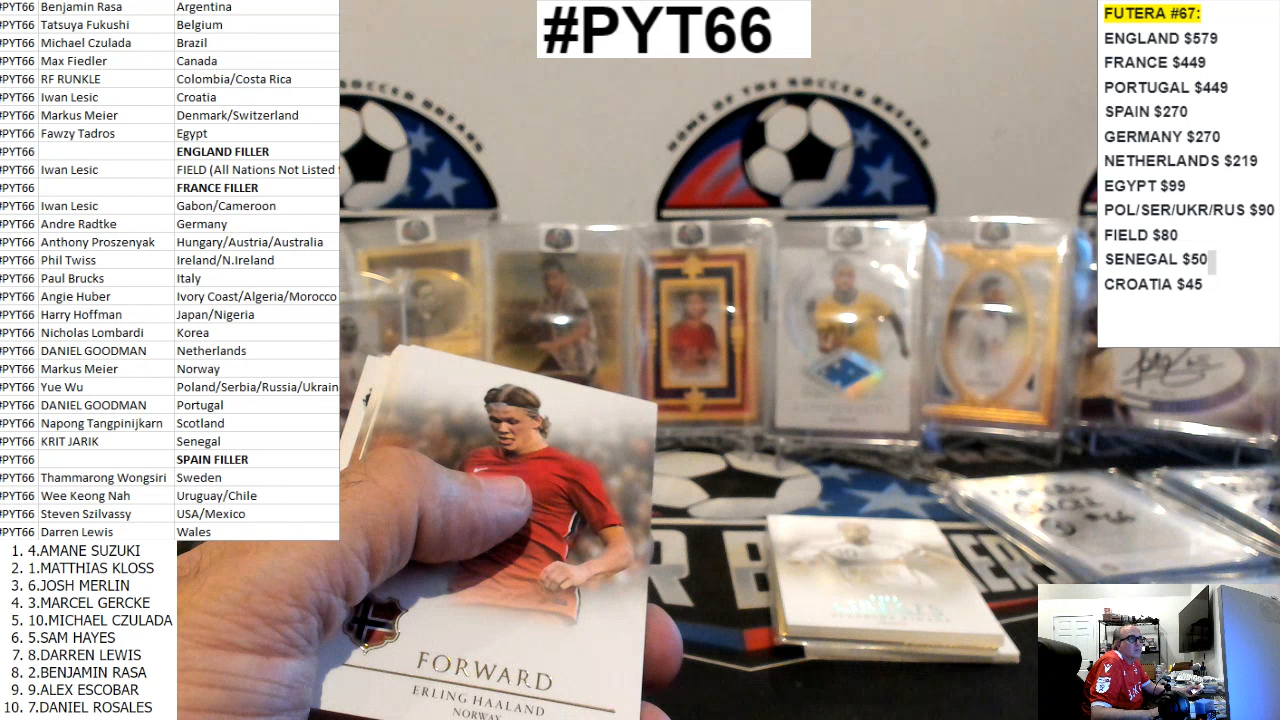 #PYT66 Benjamin Rasa Argentina
#PYT66 Tatsuya Fukushi Belgium
#PYT66 Michael Czulada Brazil
#PYT66 Max Fiedler Canada
#PYT66 RF RUNKLE Colombia/Costa Rica
#PYT66 Iwan Lesic Croatia
#PYT66 Markus Meier Denmark/Switzerland
#PYT66 Fawzy Tadros Egypt
#PYT66 ENGLAND FILLER
#PYT66 Iwan Lesic FIELD (All Nations Not Listed
#PYT66 FRANCE FILLER
#PYT66 Iwan Lesic Gabon/Cameroon
#PYT66 Andre Radtke Germany
#PYT66 Anthony Proszenyak Hungary/Austria/Australia
#PYT66 Phil Twiss Ireland/N.Ireland
#PYT66 Paul Brucks Italy
#PYT66 Angie Huber Ivory Coast/Algeria/Morocco
#PYT66 Harry Hoffman Japan/Nigeria
#PYT66 Nicholas Lombardi Korea
#PYT66 DANIEL GOODMAN Netherlands
#PYT66 Markus Meier Norway
#PYT66 Yue Wu Poland/Serbia/Russia/Ukrain
#PYT66 DANIEL GOODMAN Portugal
#PYT66 Napong Tangpinijkarn Scotland
#PYT66 KRIT JARIK Senegal
#PYT66 SPAIN FILLER
#PYT66 Thammarong Wongsiri Sweden
#PYT66 Wee Keong Nah Uruguay/Chile
#PYT66 Steven Szilvassy USA/Mexico
#PYT66 Darren Lewis Wales
1. 4.AMANE SUZUKI
2. 1.MATTHIAS KLOSS
3. 6.JOSH MERLIN
4. 3.MARCEL GERCKE
5. 10.MICHAEL CZULADA
6. 5.SAM HAYES
7. 8.DARREN LEWIS
8. 2.BENJAMIN RASA
9. 9.ALEX ESCOBAR
10. 7.DANIEL ROSALES
#PYT66
HOME OF THE SOCCER BREAKS
FORWARD
ERLING HAALAND
NORWAY
FUTERA #67:
ENGLAND $579
FRANCE $449
PORTUGAL $449
SPAIN $270
GERMANY $270
NETHERLANDS $219
EGYPT $99
POL/SER/UKR/RUS $90
FIELD $80
SENEGAL $50
CROATIA $45